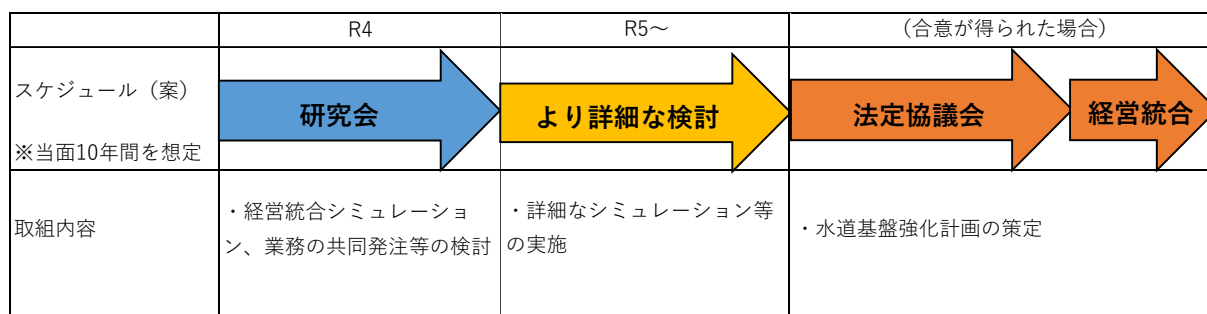 R4
R5～
(合意が得られた場合)
スケジュール（案）
※当面10年間を想定
研究会
より詳細な検討
法定協議会
経営統合
取組内容
・経営統合シミュレーショ
ン、業務の共同発注等の検討
・詳細なシミュレーション等
の実施
・水道基盤強化計画の策定